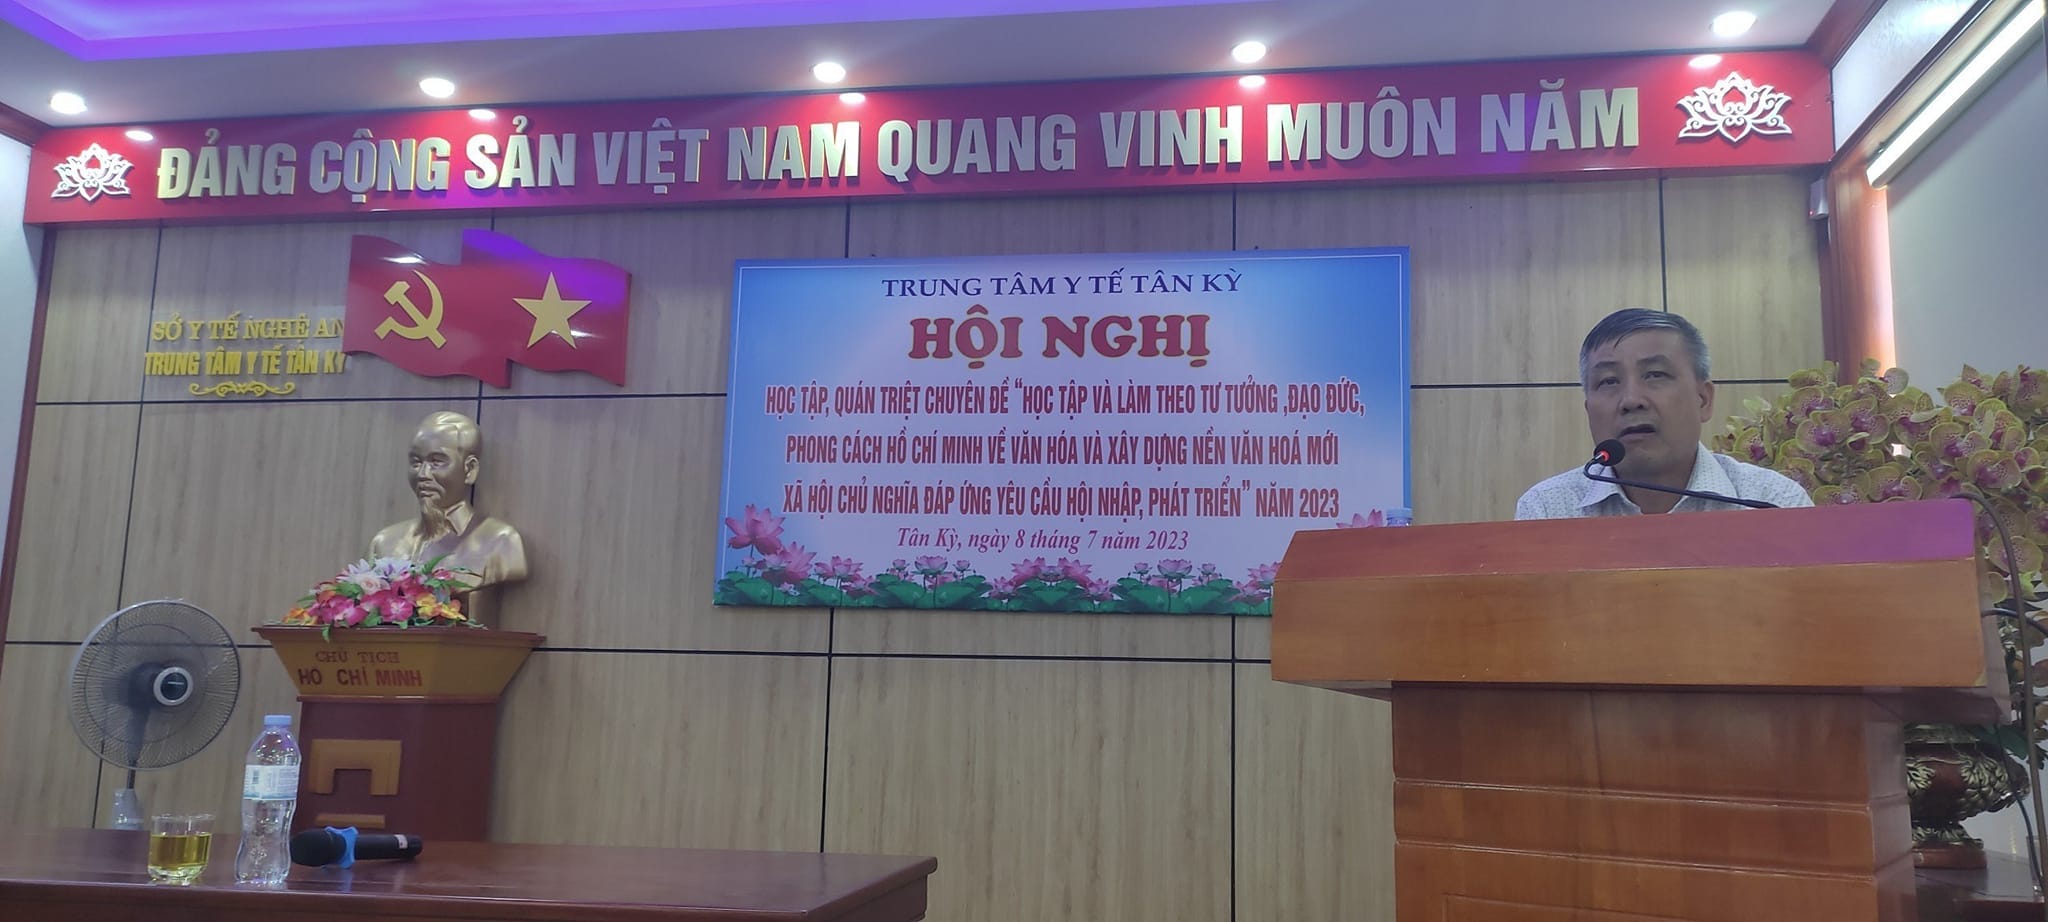 ĐẢNG CỘNG SẢN VIỆT NAM QUANG VINH MUÔN NĂM
SỞ Y TẾ NGHỆ AN
TRUNG TÂM Y TẾ TÂN KỲ
TRUNG TÂM Y TẾ TÂN KỲ
HỘI NGHỊ
HỌC TẬP, QUÁN TRIỆT CHUYÊN ĐỀ “HỌC TẬP VÀ LÀM THEO TƯ TƯỞNG ,ĐẠO ĐỨC,
PHONG CÁCH HỒ CHÍ MINH VỀ VĂN HÓA VÀ XÂY DỰNG NỀN VĂN HOÁ MỚI
XÃ HỘI CHỦ NGHĨA ĐÁP ỨNG YÊU CẦU HỘI NHẬP, PHÁT TRIỂN” NĂM 2023
Tân Kỳ, ngày 8 tháng 7 năm 2023
CHỦ TỊCH
HỒ CHÍ MINH